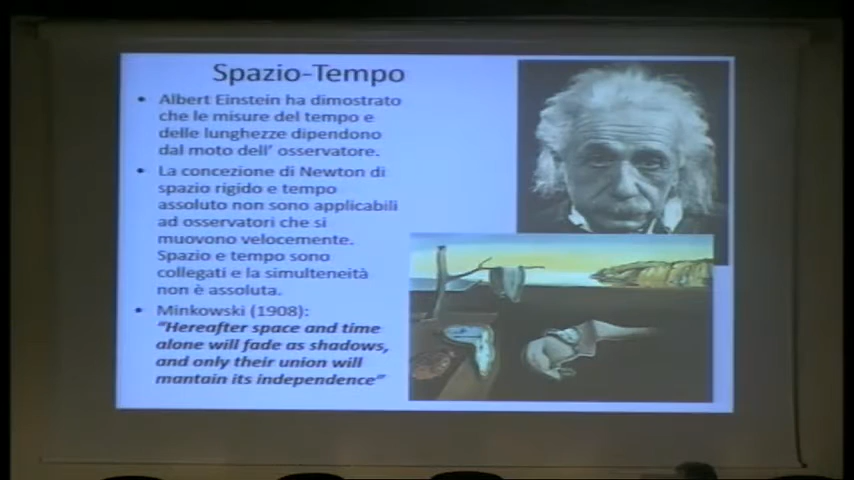 Spazio-Tempo
• Albert Einstein ha dimostrato
che le misure del tempo e
delle lunghezze dipendono
dal moto dell' osservatore.
• La concezione di Newton di
spazio rigido e tempo
assoluto non sono applicabili
ad osservatori che si
muovono velocemente.
Spazio e tempo sono
collegati e la simultaneità
non è assoluta.
• Minkowski (1908):
"Hereafter space and time
alone will fade as shadows,
and only their union will
mantain its independence"